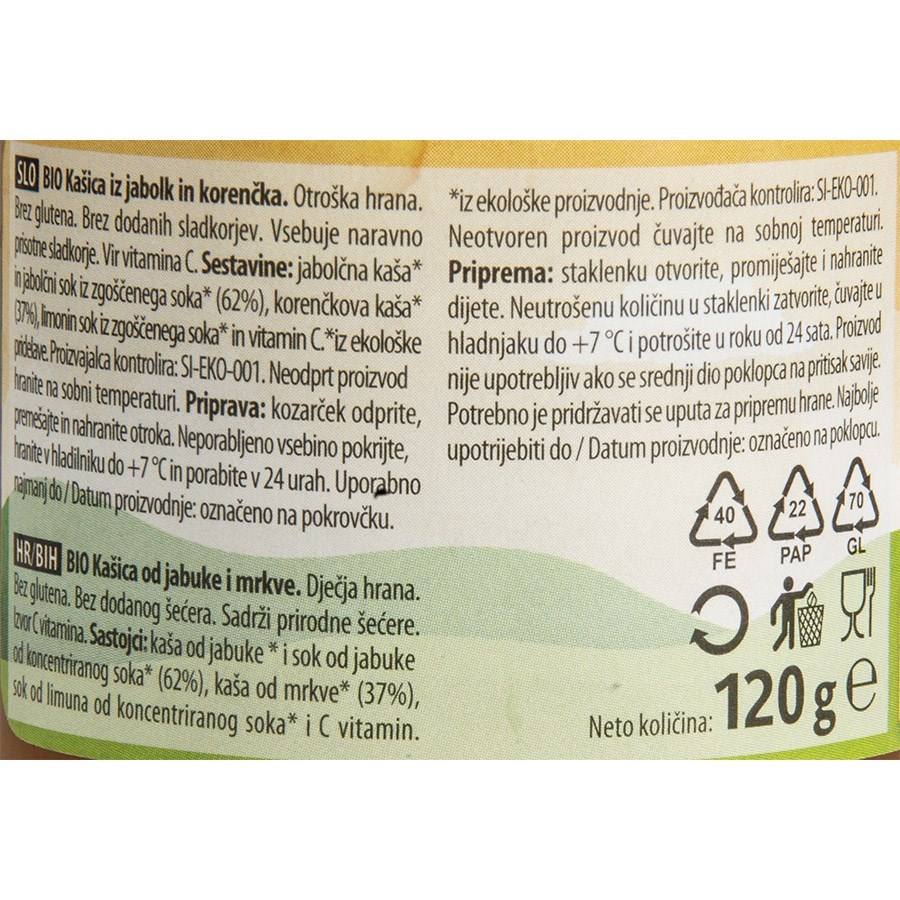 SLO BIO Kašica iz jabolk in korenčka. Otroška hrana.
Brez glutena. Brez dodanih sladkorjev. Vsebuje naravno
prisotne sladkorje. Vir vitamina C. Sestavine: jabolčna kaša*
in jabolčni sok iz zgoščenega soka* (62%), korenčkova kaša*
(37%), limonin sok iz zgoščenega soka* in vitamin C.*iz ekološke
pridelave. Proizvajalca kontrolira: SI-EKO-001. Neodprt proizvod
hranite na sobni temperaturi. Priprava: kozarček odprite,
premešajte in nahranite otroka. Neporabljeno vsebino pokrijte,
hranite v hladilniku do +7 °C in porabite v 24 urah. Uporabno
najmanj do / Datum proizvodnje: označeno na pokrovčku.
HR/BIH BIO Kašica od jabuke i mrkve. Dječja hrana.
Bez glutena. Bez dodanog šećera. Sadrži prirodne šećere.
Izvor C vitamina. Sastojci: kaša od jabuke * i sok od jabuke
od koncentriranog soka* (62%), kaša od mrkve* (37%),
sok od limuna od koncentriranog soka* i C vitamin.
*iz ekološke proizvodnje. Proizvođača kontrolira: SI-EKO-001.
Neotvoren proizvod čuvajte na sobnoj temperaturi.
Priprema: staklenku otvorite, promiješajte i nahranite
dijete. Neutrošenu količinu u staklenki zatvorite, čuvajte u
hladnjaku do +7 °C i potrošite u roku od 24 sata. Proizvod
nije upotrebljiv ako se srednji dio poklopca na pritisak savije.
Potrebno je pridržavati se uputa za pripremu hrane. Najbolje
upotrijebiti do / Datum proizvodnje: označeno na poklopcu.
40 22 70
FE PAP GL
Neto količina: 120 g ℮